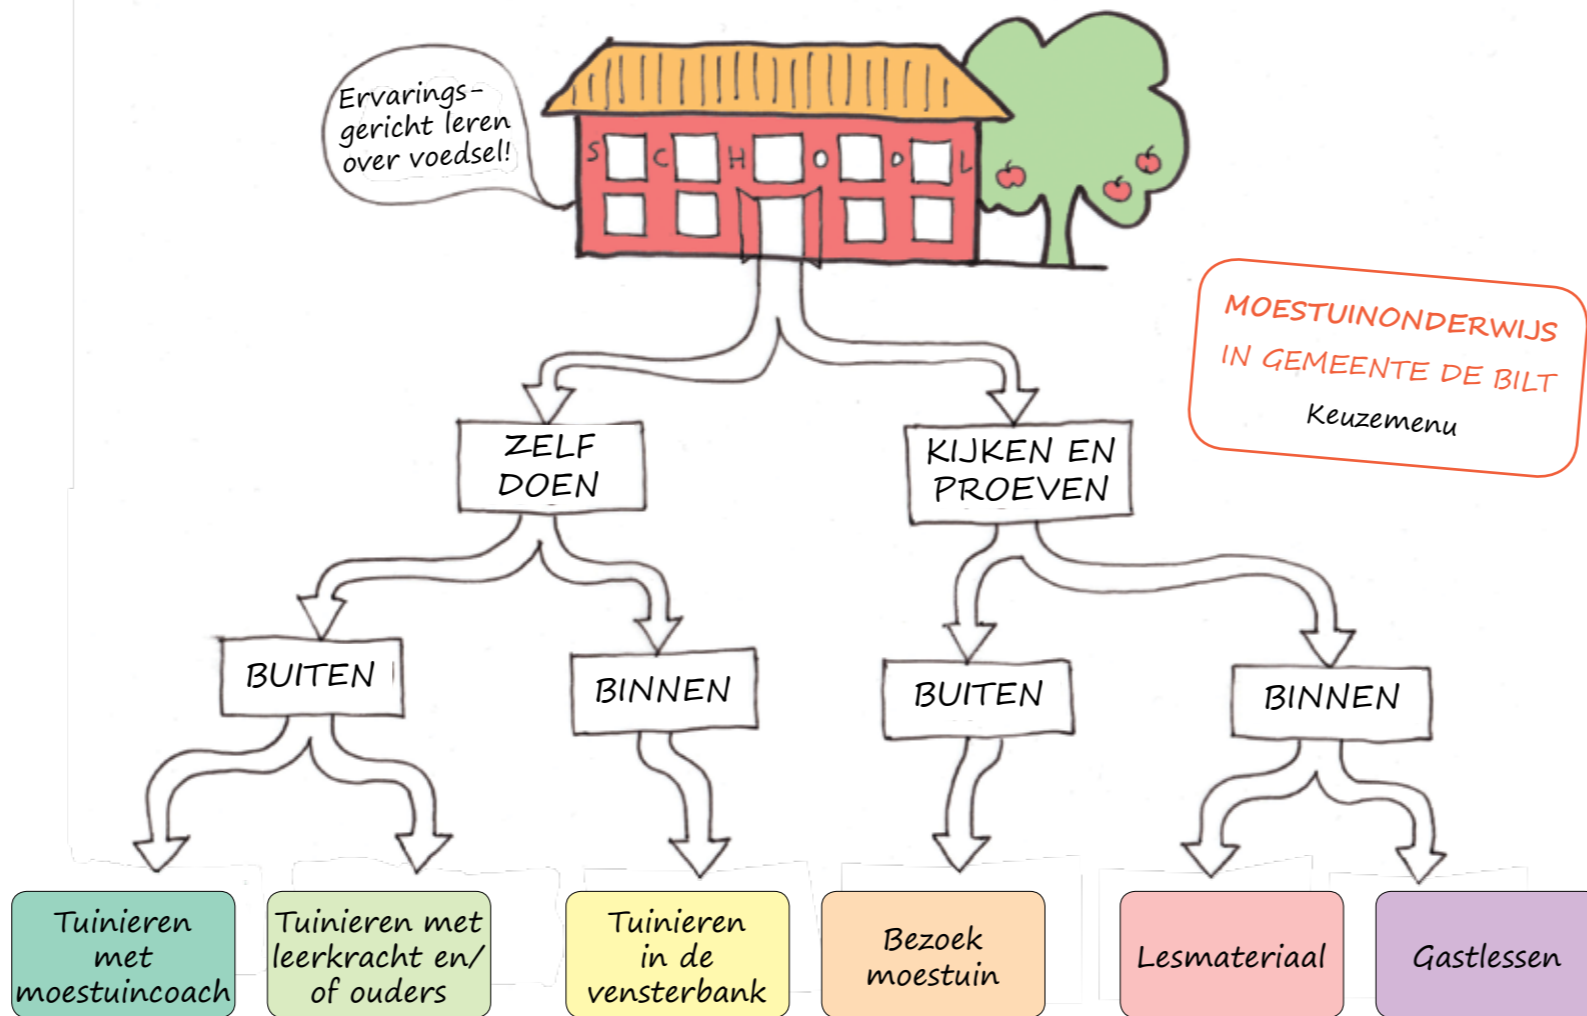 Ervarings-
gericht leren
over voedsel!
S C H O O L
MOESTUINONDERWIJS
IN GEMEENTE DE BILT
Keuzemenu
ZELF
DOEN
KIJKEN EN
PROEVEN
BUITEN
BINNEN
BUITEN
BINNEN
Tuinieren
met
moestuincoach
Tuinieren met
leerkracht en/
of ouders
Tuinieren
in de
vensterbank
Bezoek
moestuin
Lesmateriaal
Gastlessen